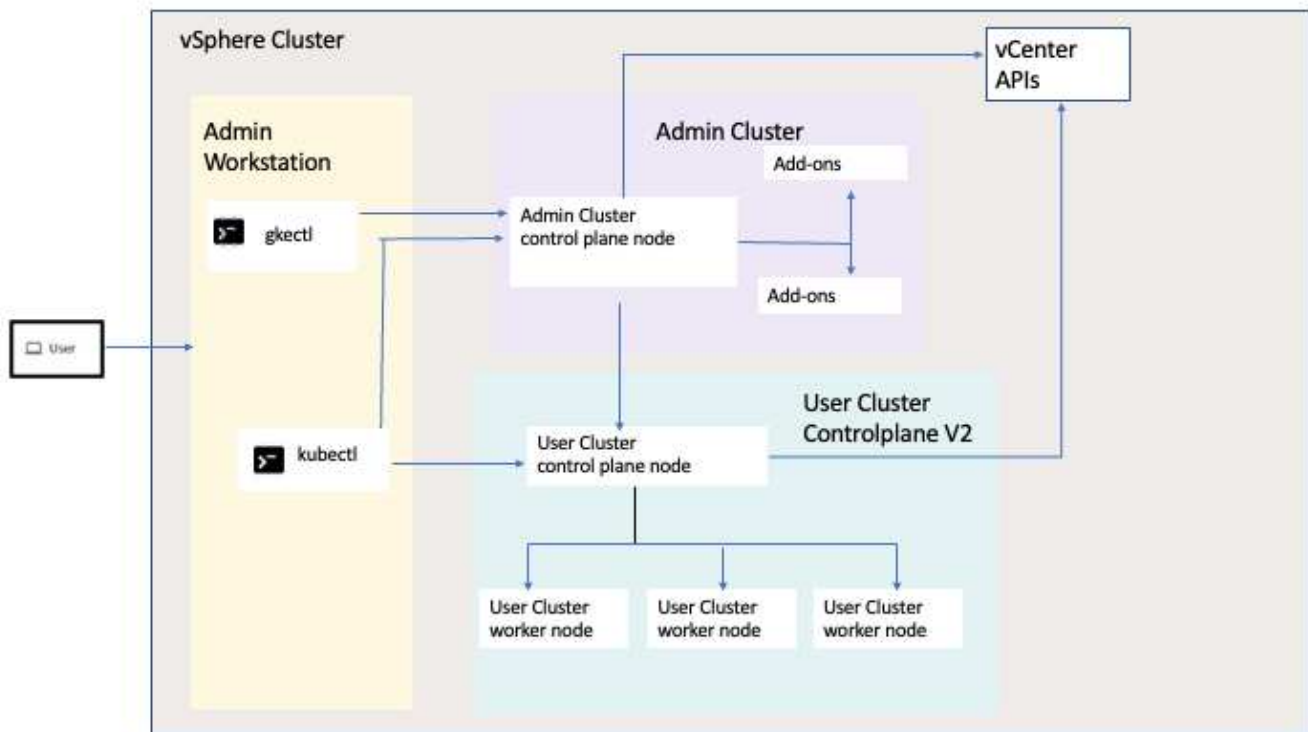 vSphere Cluster
vCenter
APIs
Admin
Workstation
Admin Cluster
Add-ons
gkectl
Admin Cluster
control plane node
Add-ons
User
kubectl
User Cluster
Controlplane V2
User Cluster
control plane node
User Cluster
worker node
User Cluster
worker node
User Cluster
worker node